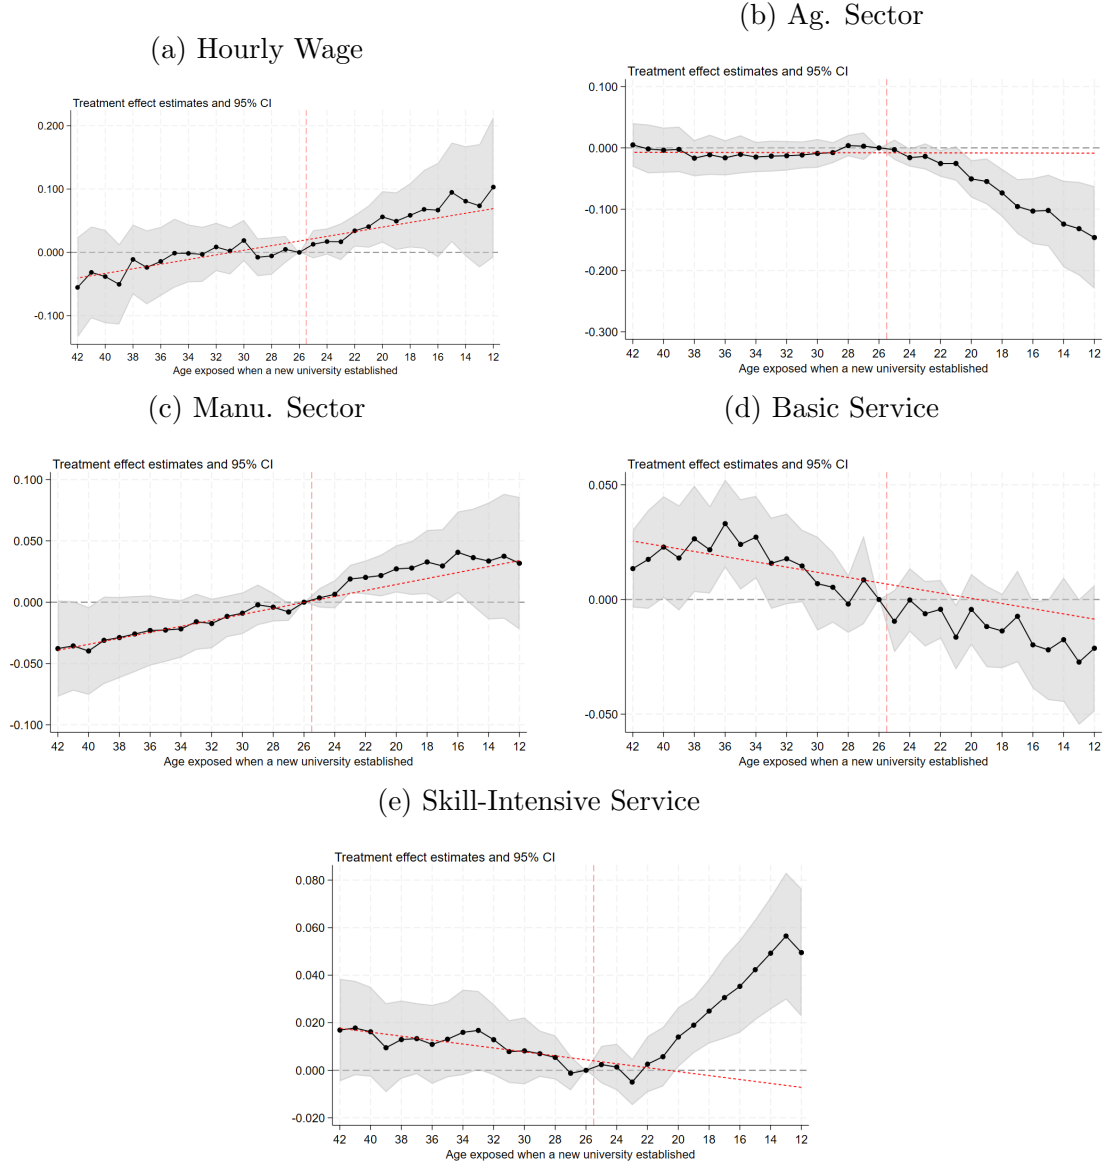 (a) Hourly Wage
Treatment effect estimates and 95% CI
0.200
0.100
0.000
-0.100
42 40 38 36 34 32 30 28 26 24 22 20 18 16 14 12
Age exposed when a new university established
(b) Ag. Sector
Treatment effect estimates and 95% CI
0.100
0.000
-0.100
-0.200
-0.300
42 40 38 36 34 32 30 28 26 24 22 20 18 16 14 12
Age exposed when a new university established
(c) Manu. Sector
Treatment effect estimates and 95% CI
0.100
0.050
0.000
-0.050
-0.100
42 40 38 36 34 32 30 28 26 24 22 20 18 16 14 12
Age exposed when a new university established
(d) Basic Service
Treatment effect estimates and 95% CI
0.050
0.000
-0.050
42 40 38 36 34 32 30 28 26 24 22 20 18 16 14 12
Age exposed when a new university established
(e) Skill-Intensive Service
Treatment effect estimates and 95% CI
0.080
0.060
0.040
0.020
0.000
-0.020
42 40 38 36 34 32 30 28 26 24 22 20 18 16 14 12
Age exposed when a new university established